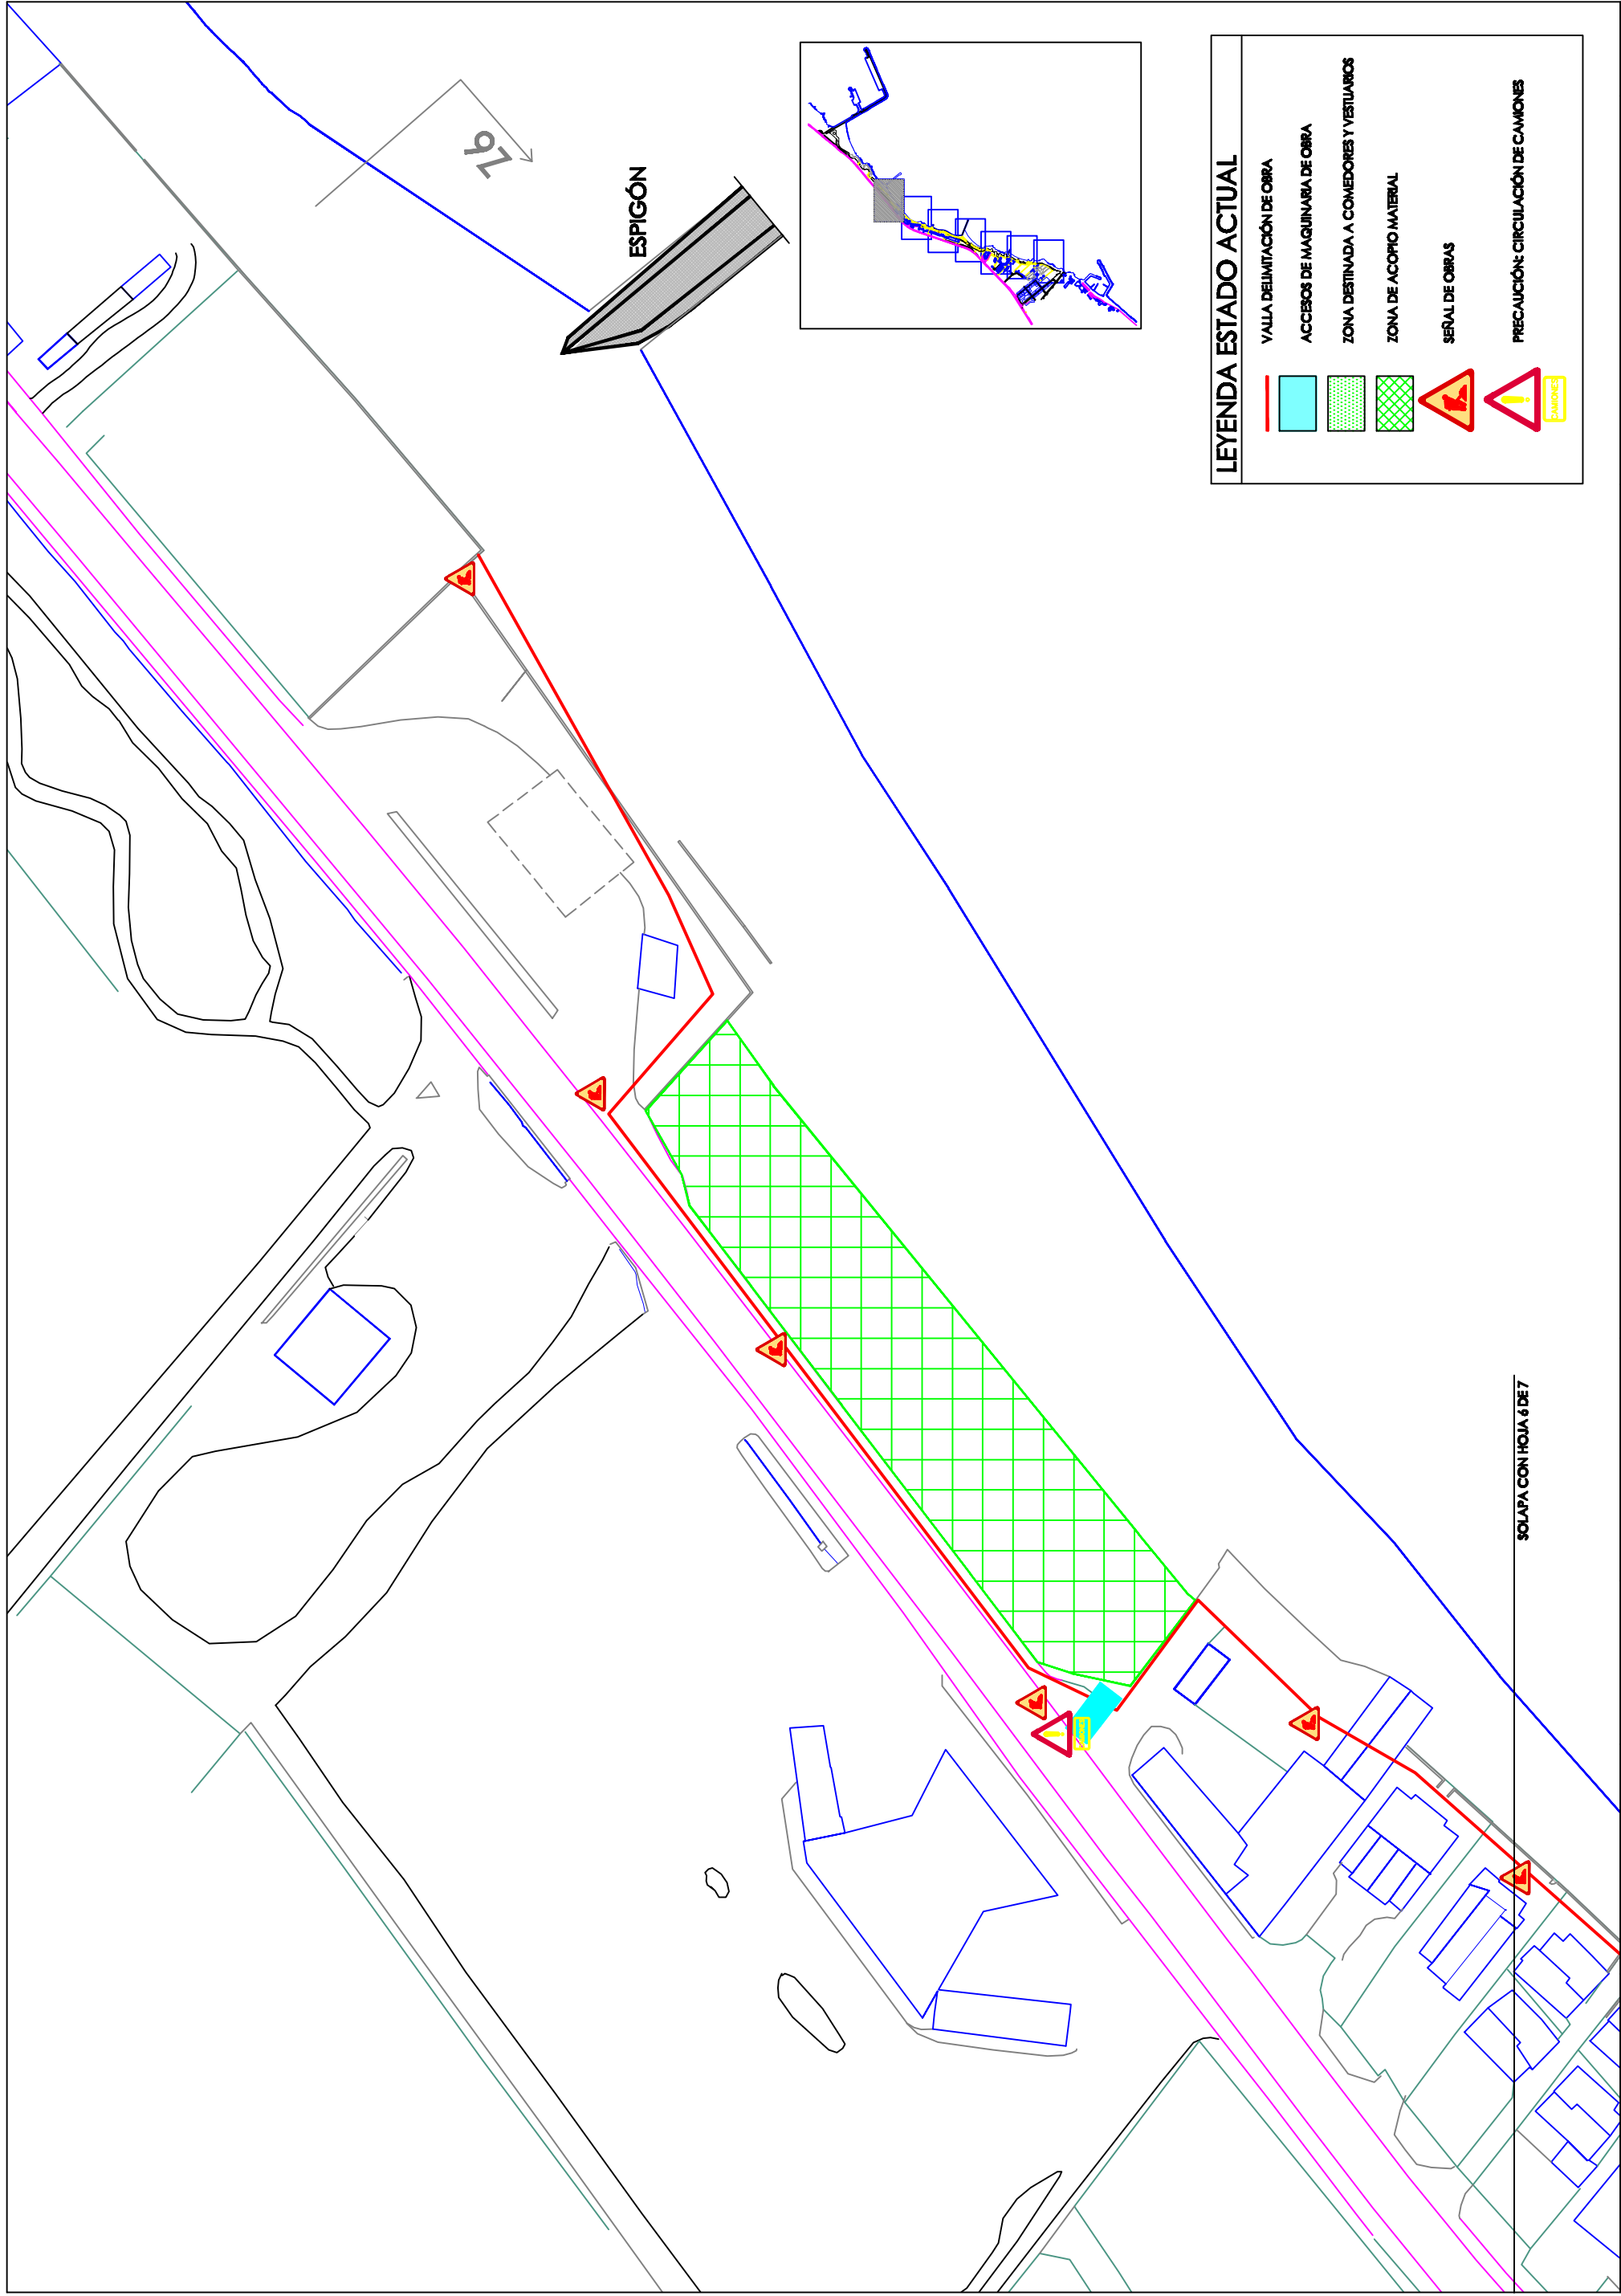 ESPIGÓN
LEYENDA ESTADO ACTUAL
VALLA DELIMITACIÓN DE OBRA
ACCESOS DE MAQUINARIA DE OBRA
ZONA DESTINADA A COMEDORES Y VESTUARIOS
ZONA DE ACOPIO MATERIAL
SEÑAL DE OBRAS
PRECAUCIÓN: CIRCULACIÓN DE CAMIONES
CAMIONES
SOLAPA CON HOJA 6 DE 7